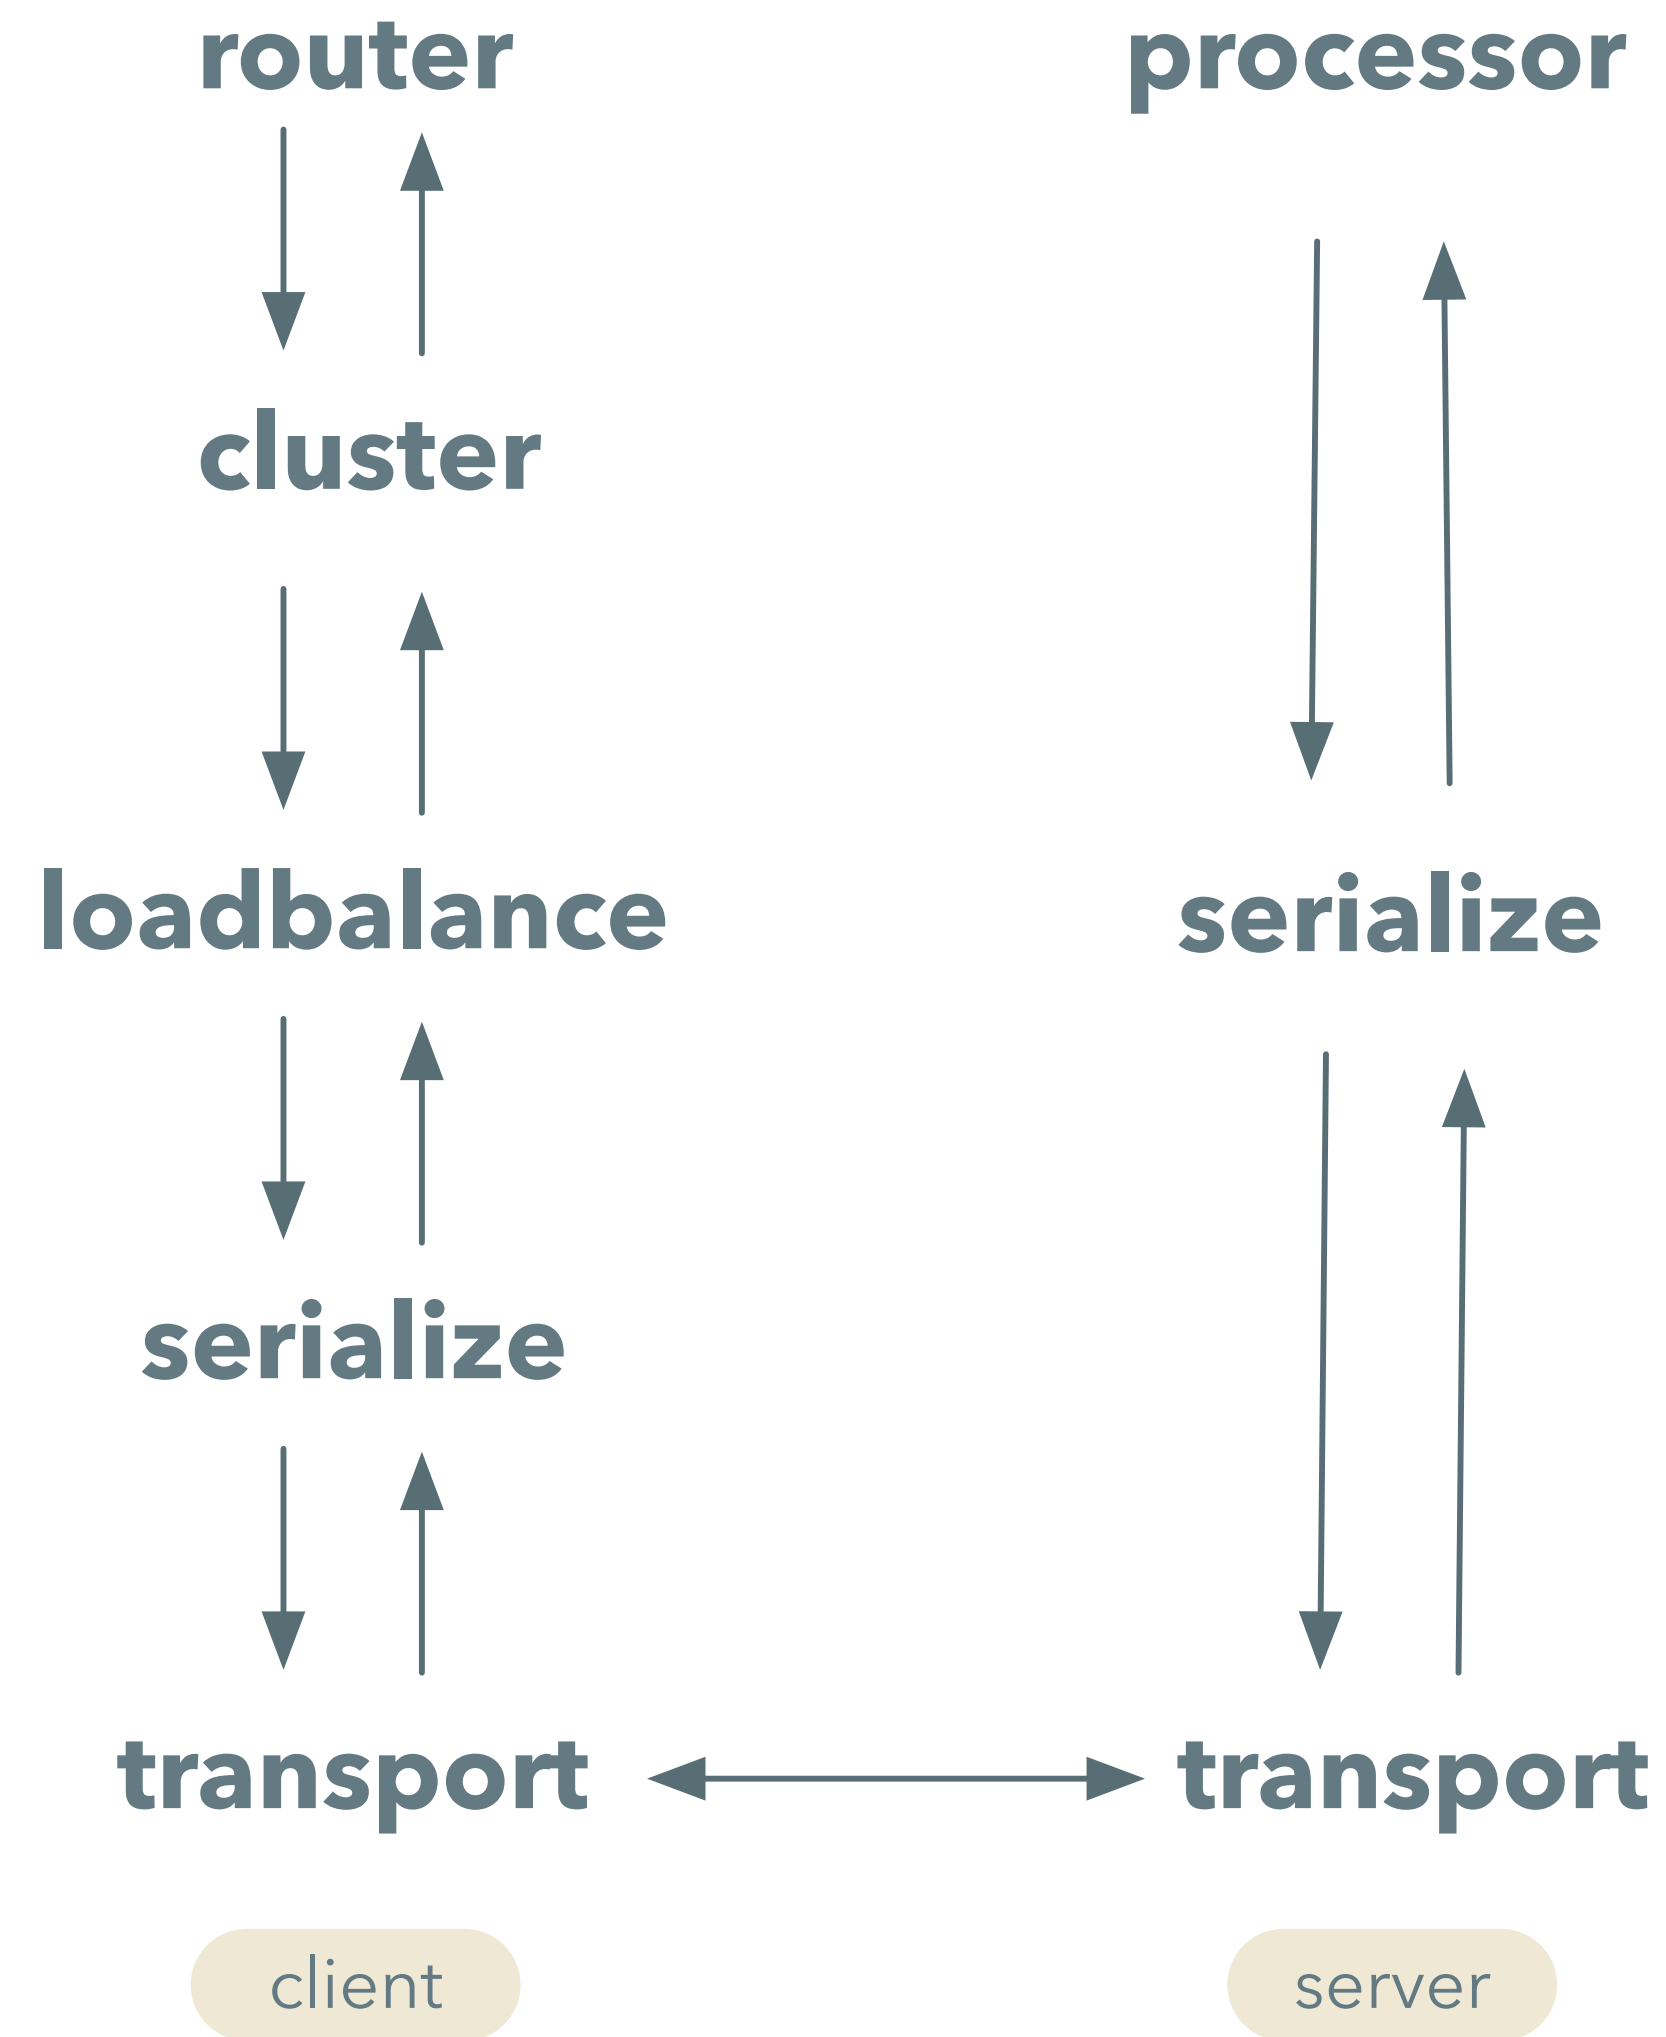 router
processor
cluster
loadbalance
serialize
serialize
transport
transport
client
server